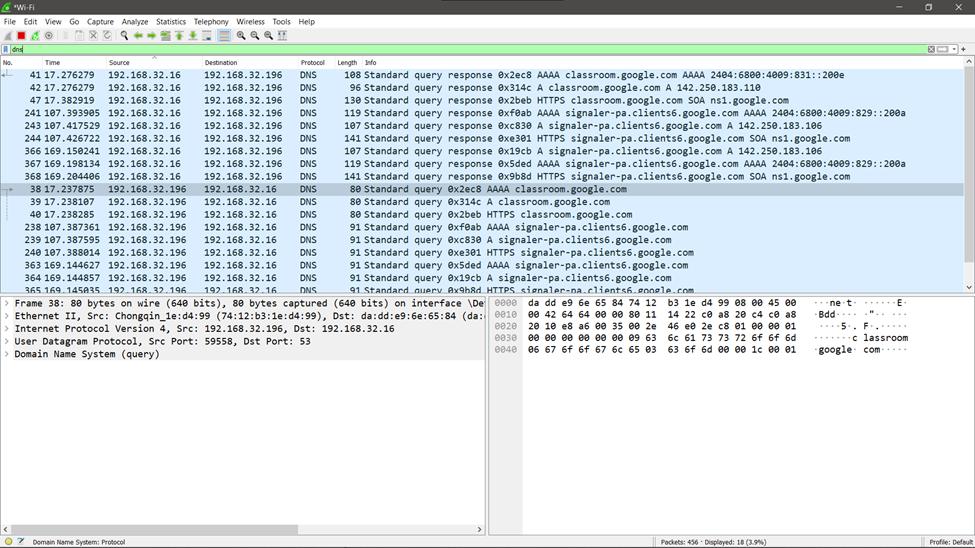 *Wi-Fi
File Edit View Go Capture Analyze Statistics Telephony Wireless Tools Help
dns
No. Time Source Destination Protocol Length Info
41 17.276279 192.168.32.16 192.168.32.196 DNS 108 Standard query response 0x2ec8 AAAA classroom.google.com AAAA 2404:6800:4009:831::200e
42 17.276279 192.168.32.16 192.168.32.196 DNS 96 Standard query response 0x314c A classroom.google.com A 142.250.183.110
47 17.382919 192.168.32.16 192.168.32.196 DNS 130 Standard query response 0x2beb HTTPS classroom.google.com SOA ns1.google.com
241 107.393905 192.168.32.16 192.168.32.196 DNS 119 Standard query response 0xf0ab AAAA signaler-pa.clients6.google.com AAAA 2404:6800:4009:829::200a
243 107.417529 192.168.32.16 192.168.32.196 DNS 107 Standard query response 0xc830 A signaler-pa.clients6.google.com A 142.250.183.106
244 107.426722 192.168.32.16 192.168.32.196 DNS 141 Standard query response 0xe301 HTTPS signaler-pa.clients6.google.com SOA ns1.google.com
366 169.150241 192.168.32.16 192.168.32.196 DNS 107 Standard query response 0x19cb A signaler-pa.clients6.google.com A 142.250.183.106
367 169.198134 192.168.32.16 192.168.32.196 DNS 119 Standard query response 0x5ded AAAA signaler-pa.clients6.google.com AAAA 2404:6800:4009:829::200a
368 169.204406 192.168.32.16 192.168.32.196 DNS 141 Standard query response 0x9b8d HTTPS signaler-pa.clients6.google.com SOA ns1.google.com
38 17.237875 192.168.32.196 192.168.32.16 DNS 80 Standard query 0x2ec8 AAAA classroom.google.com
39 17.238107 192.168.32.196 192.168.32.16 DNS 80 Standard query 0x314c A classroom.google.com
40 17.238285 192.168.32.196 192.168.32.16 DNS 80 Standard query 0x2beb HTTPS classroom.google.com
238 107.387361 192.168.32.196 192.168.32.16 DNS 91 Standard query 0xf0ab AAAA signaler-pa.clients6.google.com
239 107.387595 192.168.32.196 192.168.32.16 DNS 91 Standard query 0xc830 A signaler-pa.clients6.google.com
240 107.388014 192.168.32.196 192.168.32.16 DNS 91 Standard query 0xe301 HTTPS signaler-pa.clients6.google.com
363 169.144627 192.168.32.196 192.168.32.16 DNS 91 Standard query 0x5ded AAAA signaler-pa.clients6.google.com
364 169.144857 192.168.32.196 192.168.32.16 DNS 91 Standard query 0x19cb A signaler-pa.clients6.google.com
365 169.145035 192.168.32.196 192.168.32.16 DNS 91 Standard query 0x9b8d HTTPS signaler-pa.clients6.google.com
Frame 38: 80 bytes on wire (640 bits), 80 bytes captured (640 bits) on interface \De
Ethernet II, Src: Chongqin_1e:d4:99 (74:12:b3:1e:d4:99), Dst: da:dd:e9:6e:65:84 (da:
Internet Protocol Version 4, Src: 192.168.32.196, Dst: 192.168.32.16
User Datagram Protocol, Src Port: 59558, Dst Port: 53
Domain Name System (query)
0000 da dd e9 6e 65 84 74 12 b3 1e d4 99 08 00 45 00 ···ne·t· ······E·
0010 00 42 64 64 00 00 80 11 14 22 c0 a8 20 c4 c0 a8 ·Bdd···· ·"·· ···
0020 20 10 e8 a6 00 35 00 2e 46 e0 2e c8 01 00 00 01 ····5·. F·.·····
0030 00 00 00 00 00 00 09 63 6c 61 73 73 72 6f 6f 6d ·······c lassroom
0040 06 67 6f 6f 67 6c 65 03 63 6f 6d 00 00 1c 00 01 ·google· com·····
Domain Name System: Protocol
Packets: 456 · Displayed: 18 (3.9%)
Profile: Default